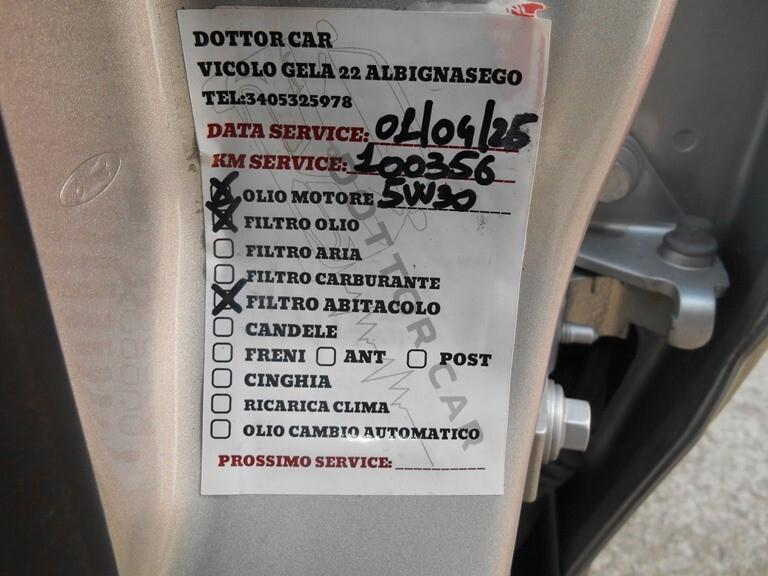 DOTTOR CAR
VICOLO GELA 22 ALBIGNASEGO
TEL:3405325978
DATA SERVICE: 01/04/25
KM SERVICE: 100356
OLIO MOTORE 5W30
FILTRO OLIO
FILTRO ARIA
FILTRO CARBURANTE
FILTRO ABITACOLO
CANDELE
FRENI ANT POST
CINGHIA
RICARICA CLIMA
OLIO CAMBIO AUTOMATICO
PROSSIMO SERVICE:
DOTTOR CAR